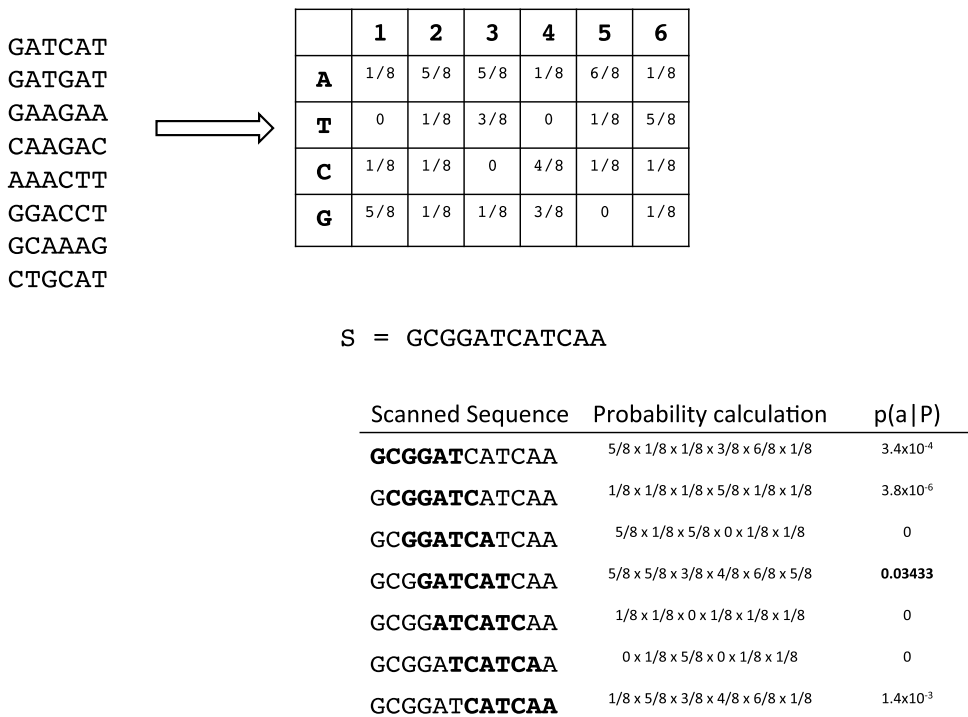 GATCAT
GATGAT
GAAGAA
CAAGAC
AAACTT
GGACCT
GCAAAG
CTGCAT
1 2 3 4 5 6
A 1/8 5/8 5/8 1/8 6/8 1/8
T 0 1/8 3/8 0 1/8 5/8
C 1/8 1/8 0 4/8 1/8 1/8
G 5/8 1/8 1/8 3/8 0 1/8
S = GCGGATCATCAA
Scanned Sequence Probability calculation p(a|P)
GCGGATCATCAA 5/8 x 1/8 x 1/8 x 3/8 x 6/8 x 1/8 3.4x10⁻⁴
GCGGATCATCAA 1/8 x 1/8 x 1/8 x 5/8 x 1/8 x 1/8 3.8x10⁻⁶
GCGGATCATCAA 5/8 x 1/8 x 5/8 x 0 x 1/8 x 1/8 0
GCGGATCATCAA 5/8 x 5/8 x 3/8 x 4/8 x 6/8 x 5/8 0.03433
GCGGATCATCAA 1/8 x 1/8 x 0 x 1/8 x 1/8 x 1/8 0
GCGGATCATCAA 0 x 1/8 x 5/8 x 0 x 1/8 x 1/8 0
GCGGATCATCAA 1/8 x 5/8 x 3/8 x 4/8 x 6/8 x 1/8 1.4x10⁻³